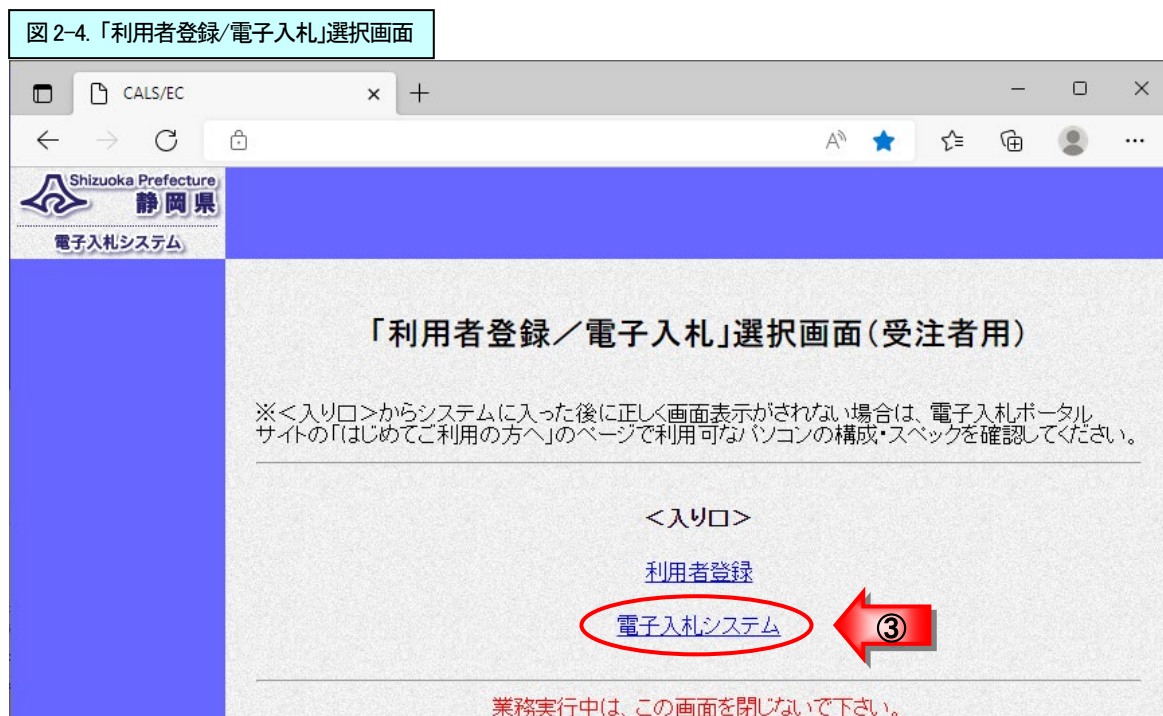 図2-4.「利用者登録/電子入札」選択画面
CALS/EC
Shizuoka Prefecture
静岡県
電子入札システム
「利用者登録／電子入札」選択画面（受注者用）
※＜入り口＞からシステムに入った後に正しく画面表示がされない場合は、電子入札ポータル
サイトの「はじめてご利用の方へ」のページで利用可なパソコンの構成・スペックを確認してください。
＜入り口＞
利用者登録
電子入札システム
③
業務実行中は、この画面を閉じないで下さい。